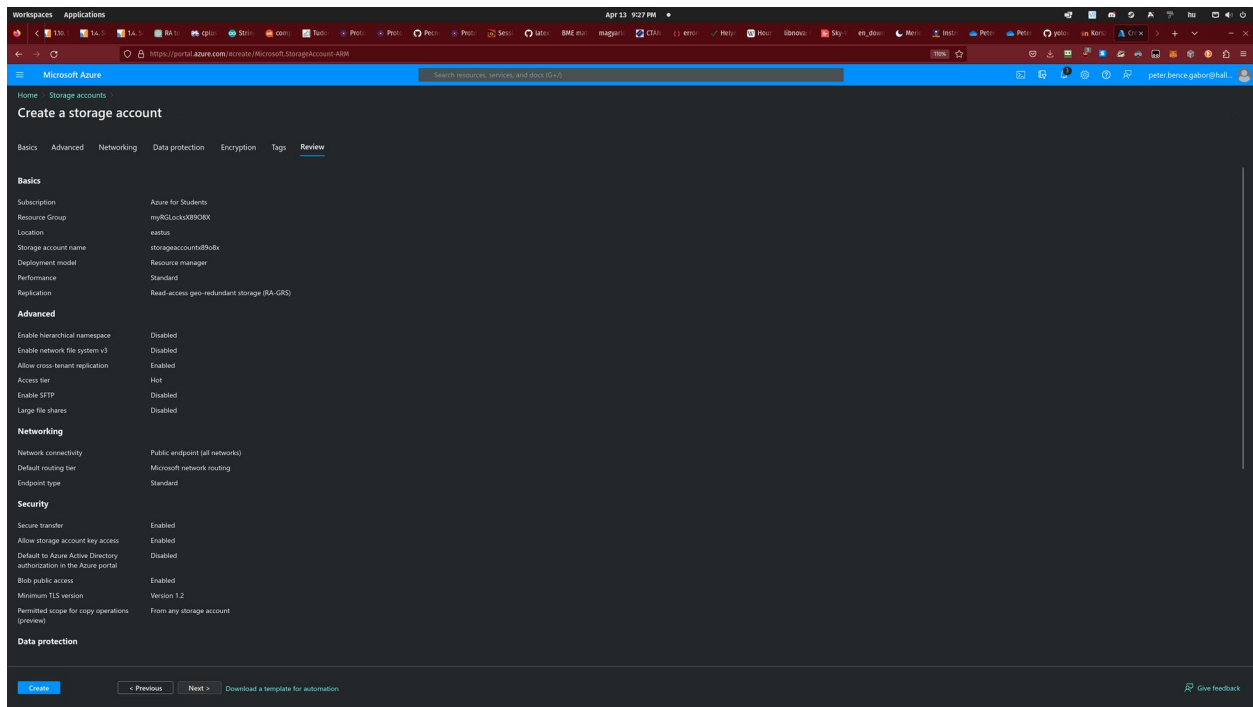 Workspaces Applications
Apr 13 9:27 PM
hu
https://portal.azure.com/#create/Microsoft.StorageAccount-ARM
110%
Microsoft Azure
Search resources, services, and docs (G+/)
peter.bence.gabor@hall...
Home > Storage accounts >
Create a storage account
Basics Advanced Networking Data protection Encryption Tags Review
Basics
Subscription Azure for Students
Resource Group myRGLocksX89O8X
Location eastus
Storage account name storageaccountx89o8x
Deployment model Resource manager
Performance Standard
Replication Read-access geo-redundant storage (RA-GRS)
Advanced
Enable hierarchical namespace Disabled
Enable network file system v3 Disabled
Allow cross-tenant replication Enabled
Access tier Hot
Enable SFTP Disabled
Large file shares Disabled
Networking
Network connectivity Public endpoint (all networks)
Default routing tier Microsoft network routing
Endpoint type Standard
Security
Secure transfer Enabled
Allow storage account key access Enabled
Default to Azure Active Directory Disabled
authorization in the Azure portal
Blob public access Enabled
Minimum TLS version Version 1.2
Permitted scope for copy operations From any storage account
(preview)
Data protection
Create < Previous Next > Download a template for automation
Give feedback